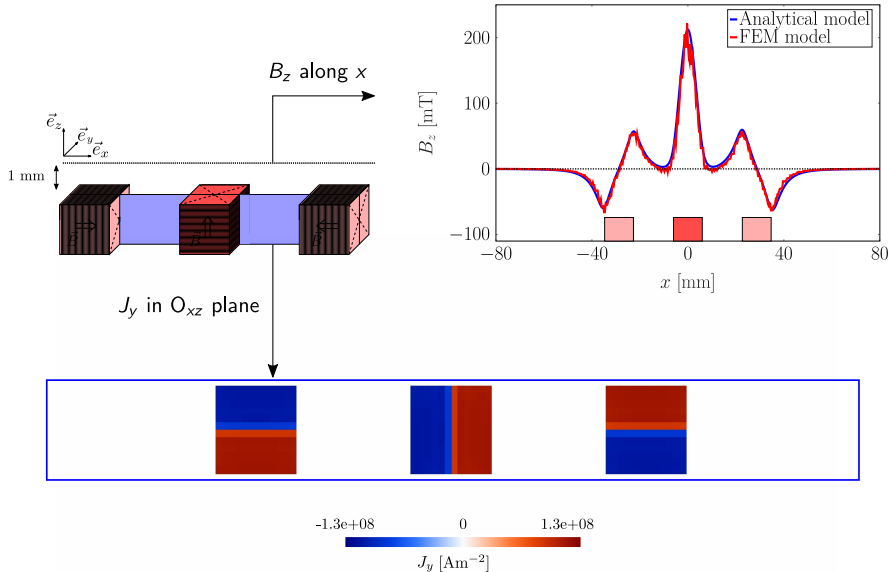 B_z along x
e_z
e_y
e_x
1 mm
B
B
B
J_y in O_xz plane
Analytical model
FEM model
B_z [mT]
200
100
0
−100
−80
−40
0
40
80
x [mm]
-1.3e+08
0
1.3e+08
J_y [Am⁻²]